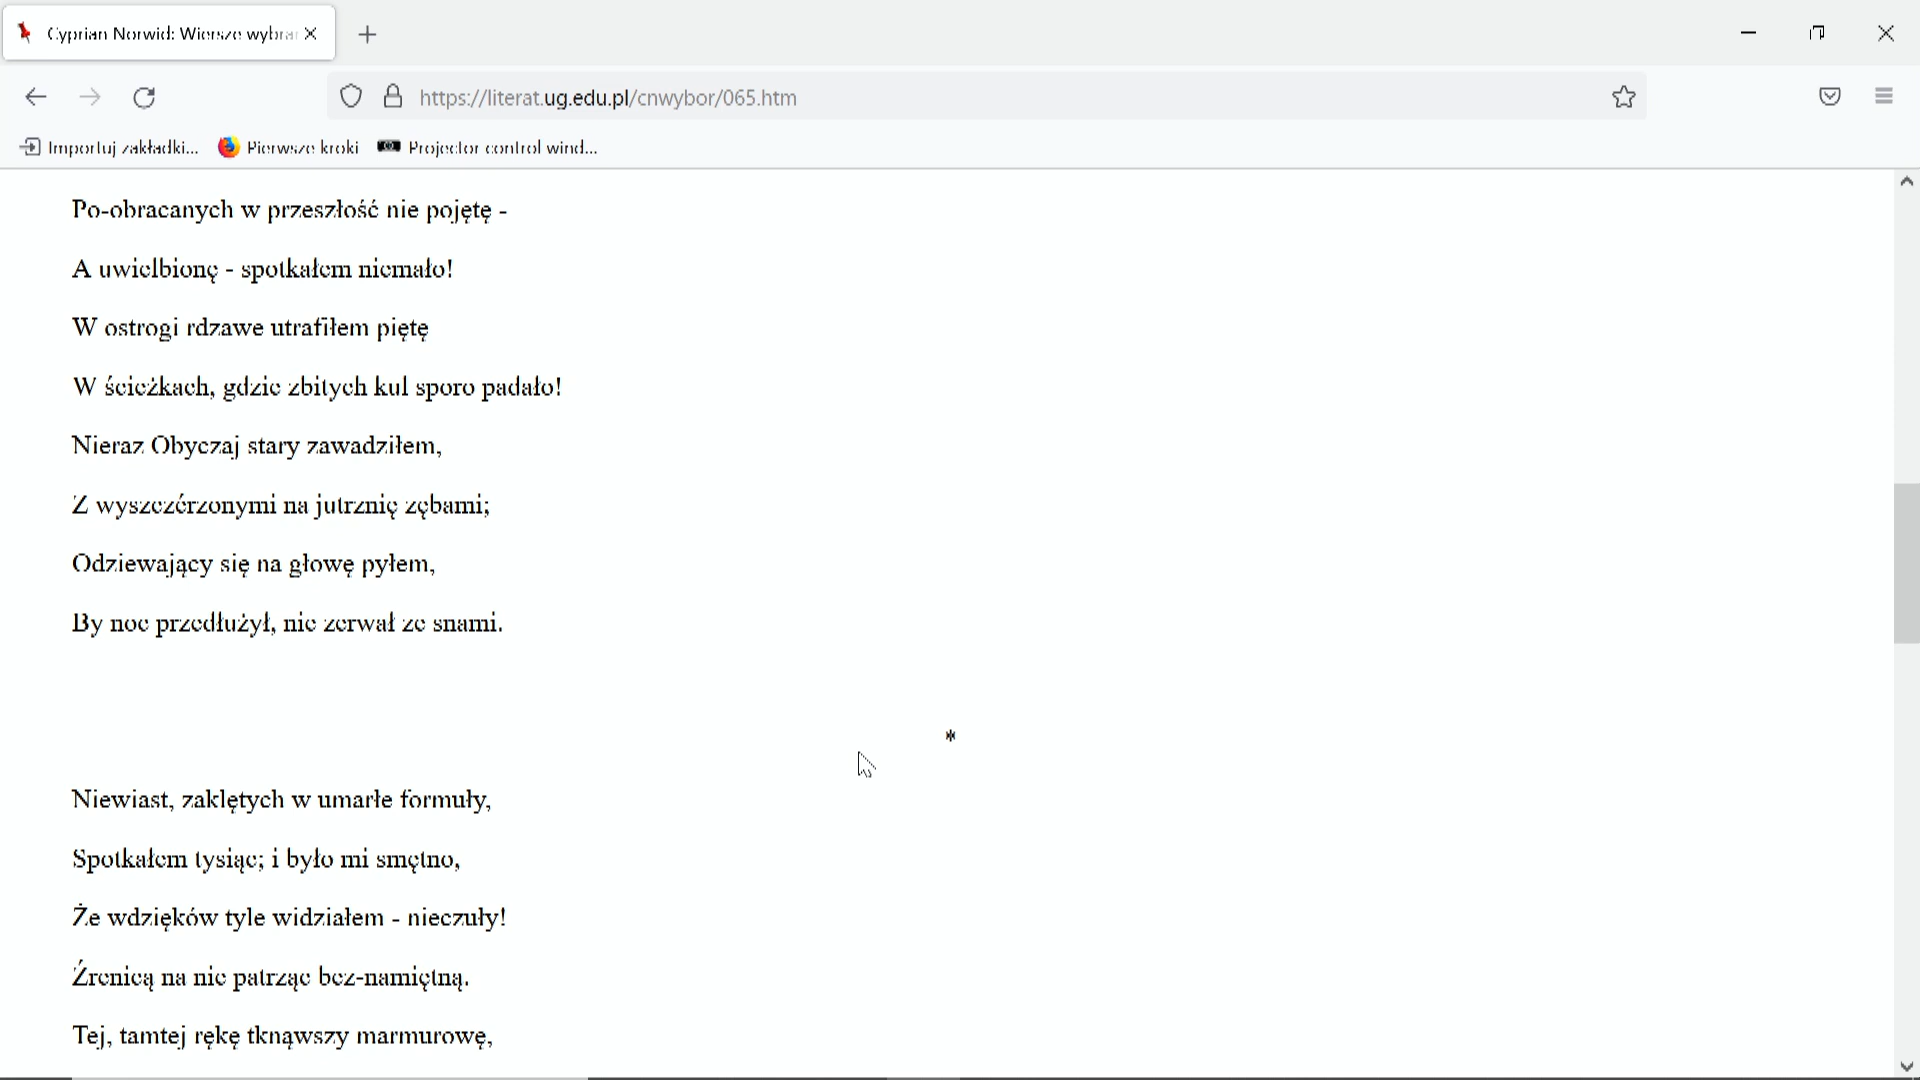 Cyprian Norwid: Wiersze wybra
https://literat.ug.edu.pl/cnwybor/065.htm
Importuj zakładki...
Pierwsze kroki
Projector control wind...
Po-obracanych w przeszłość nie pojętę -
A uwielbionę - spotkałem niemało!
W ostrogi rdzawe utrafiłem piętę
W ścieżkach, gdzie zbitych kul sporo padało!
Nieraz Obyczaj stary zawadziłem,
Z wyszczérzonymi na jutrznię zębami;
Odziewający się na głowę pyłem,
By noc przedłużył, nie zerwał ze snami.
*
Niewiast, zaklętych w umarłe formuły,
Spotkałem tysiąc; i było mi smętno,
Że wdzięków tyle widziałem - nieczuły!
Źrenicą na nie patrząc bez-namiętną.
Tej, tamtej rękę tknąwszy marmurowę,